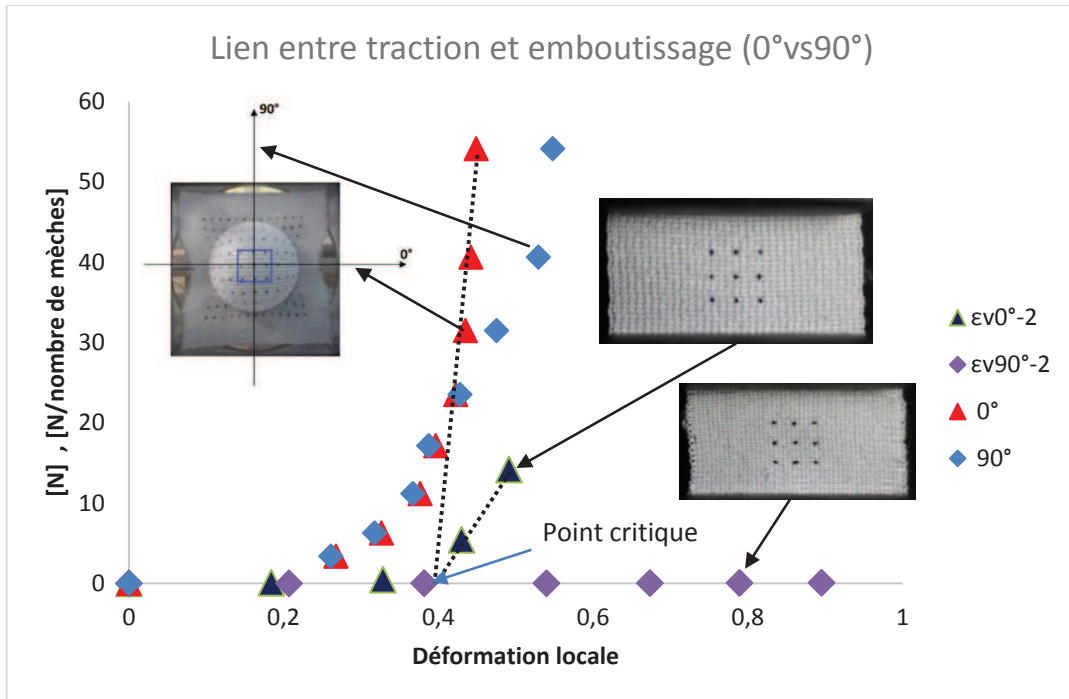 Lien entre traction et emboutissage (0°vs90°)
[N] , [N/nombre de mèches]
60
50
40
30
20
10
0
90°
0°
Point critique
εv0°-2
εv90°-2
0°
90°
0
0,2
0,4
0,6
0,8
1
Déformation locale